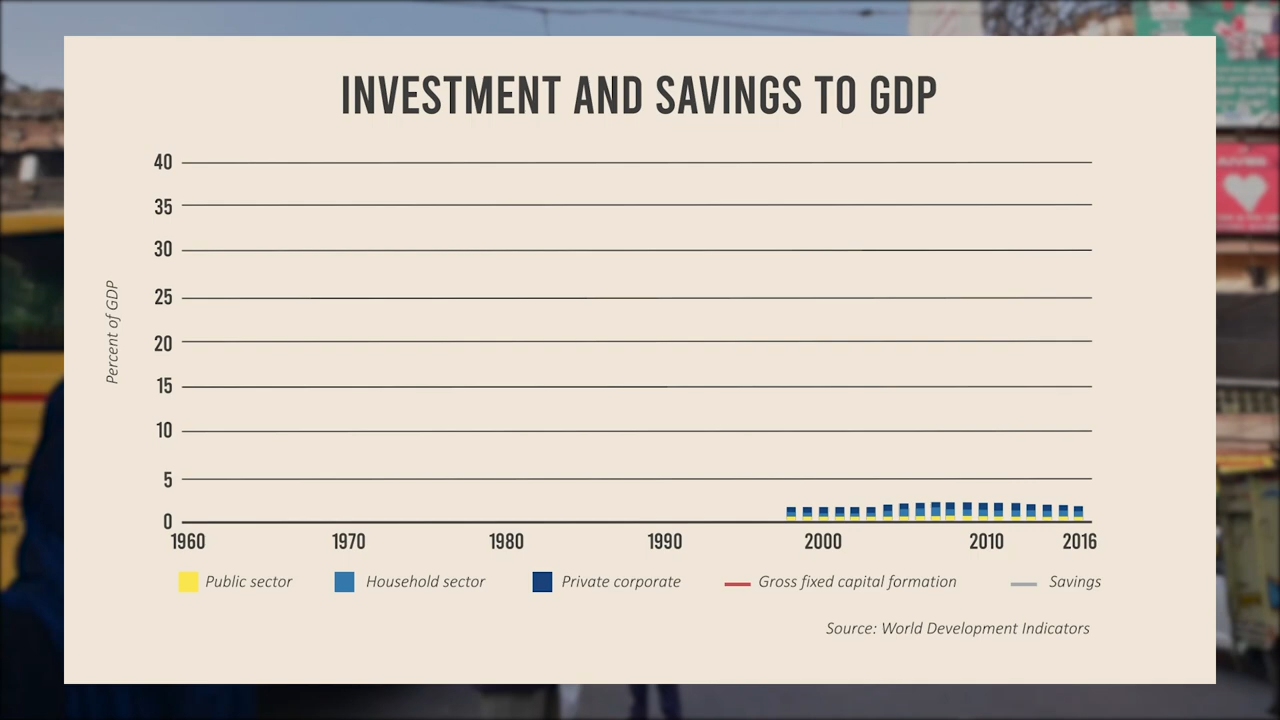 INVESTMENT AND SAVINGS TO GDP
Percent of GDP
40
35
30
25
20
15
10
5
0
1960 1970 1980 1990 2000 2010 2016
Public sector Household sector Private corporate Gross fixed capital formation Savings
Source: World Development Indicators